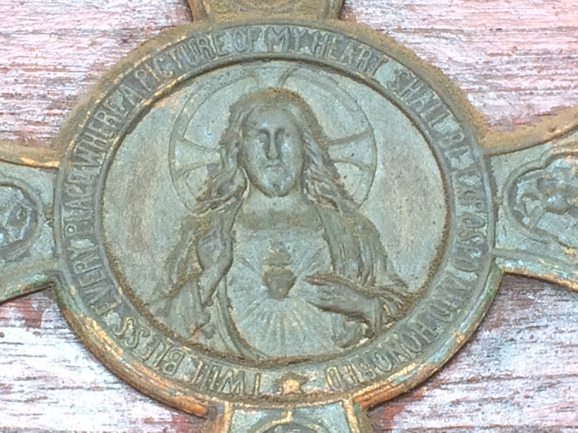 I WILL BLESS EVERY PLACE WHERE A PICTURE OF MY HEART SHALL BE EXPOSED AND HONORED